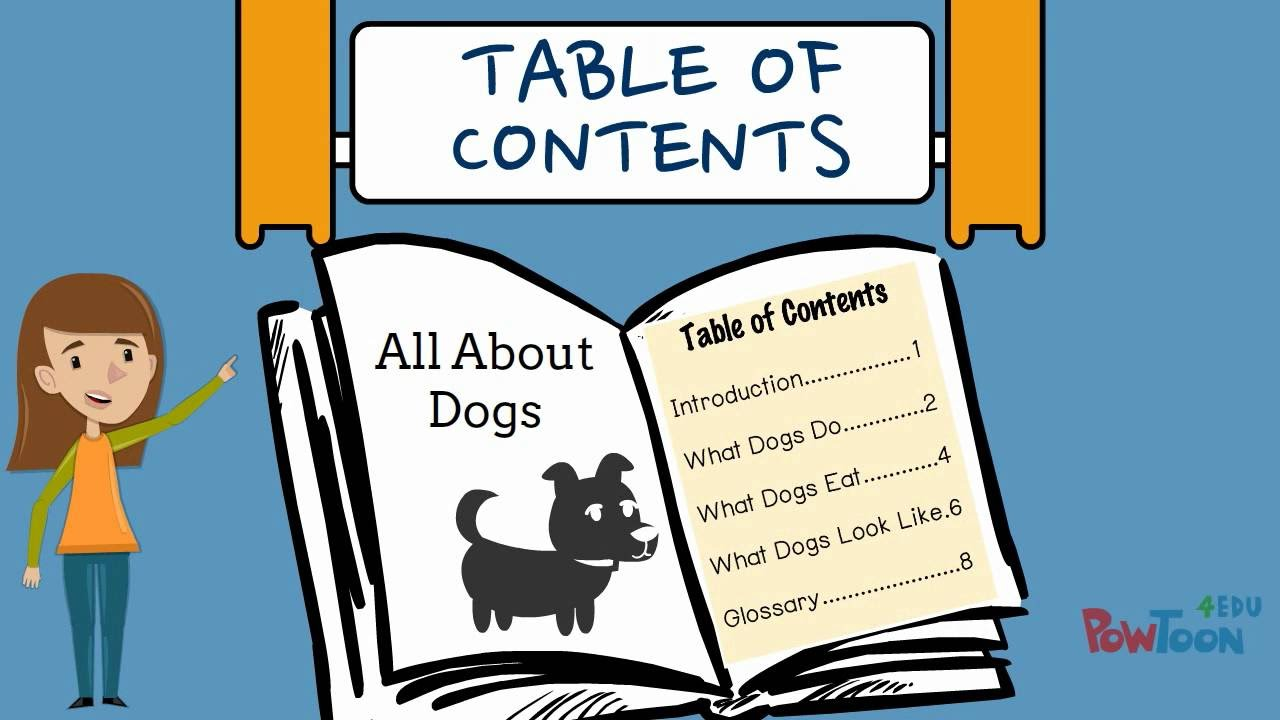 TABLE OF
CONTENTS
All About
Dogs
Table of Contents
Introduction................1
What Dogs Do............2
What Dogs Eat...........4
What Dogs Look Like.6
Glossary.....................8
4EDU
POWTOON